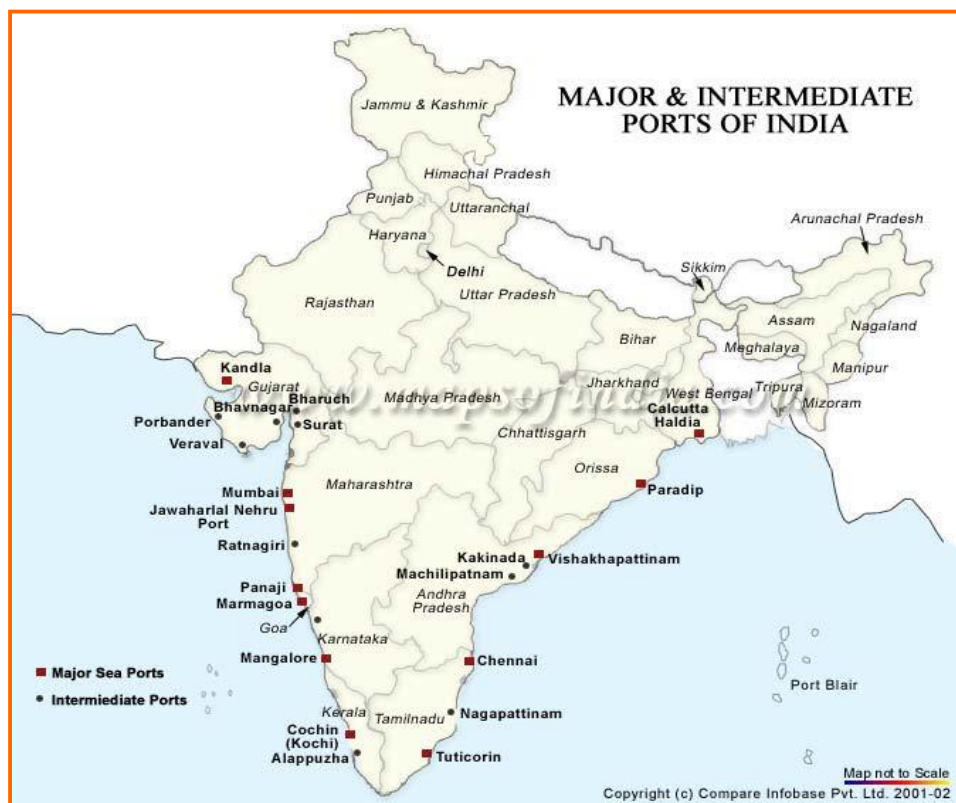 MAJOR & INTERMEDIATE
PORTS OF INDIA
Jammu & Kashmir
Himachal Pradesh
Punjab
Uttaranchal
Haryana
Delhi
Arunachal Pradesh
Sikkim
Rajasthan
Uttar Pradesh
Assam
Nagaland
Bihar
Meghalaya
Manipur
Kandla
Gujarat
Jharkhand
West Bengal
Tripura
Mizoram
www.mapsofindia.com
Bharuch
Madhya Pradesh
Bhavnagar
Calcutta
Haldia
Porbander
Surat
Chhattisgarh
Veraval
Orissa
Maharashtra
Mumbai
Paradip
Jawaharlal Nehru
Port
Ratnagiri
Kakinada
Vishakhapattinam
Machilipatnam
Panaji
Andhra
Pradesh
Marmagoa
Goa
Karnataka
Mangalore
Chennai
Major Sea Ports
Port Blair
Intermiediate Ports
Kerala
Tamilnadu
Nagapattinam
Cochin
(Kochi)
Alappuzha
Tuticorin
Map not to Scale
Copyright (c) Compare Infobase Pvt. Ltd. 2001-02